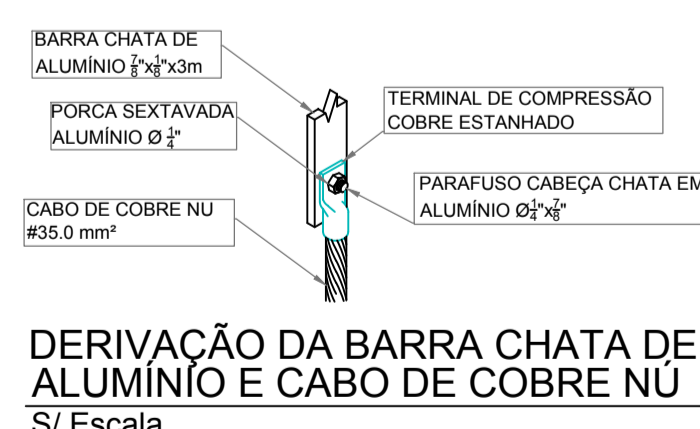 BARRA CHATA DE
ALUMÍNIO 7/8"x1/8"x3m
PORCA SEXTAVADA
ALUMÍNIO Ø 1/4"
TERMINAL DE COMPRESSÃO
COBRE ESTANHADO
PARAFUSO CABEÇA CHATA EM
ALUMÍNIO Ø1/4"x7/8"
CABO DE COBRE NU
#35.0 mm²
DERIVAÇÃO DA BARRA CHATA DE
ALUMÍNIO E CABO DE COBRE NÚ
S/ Escala